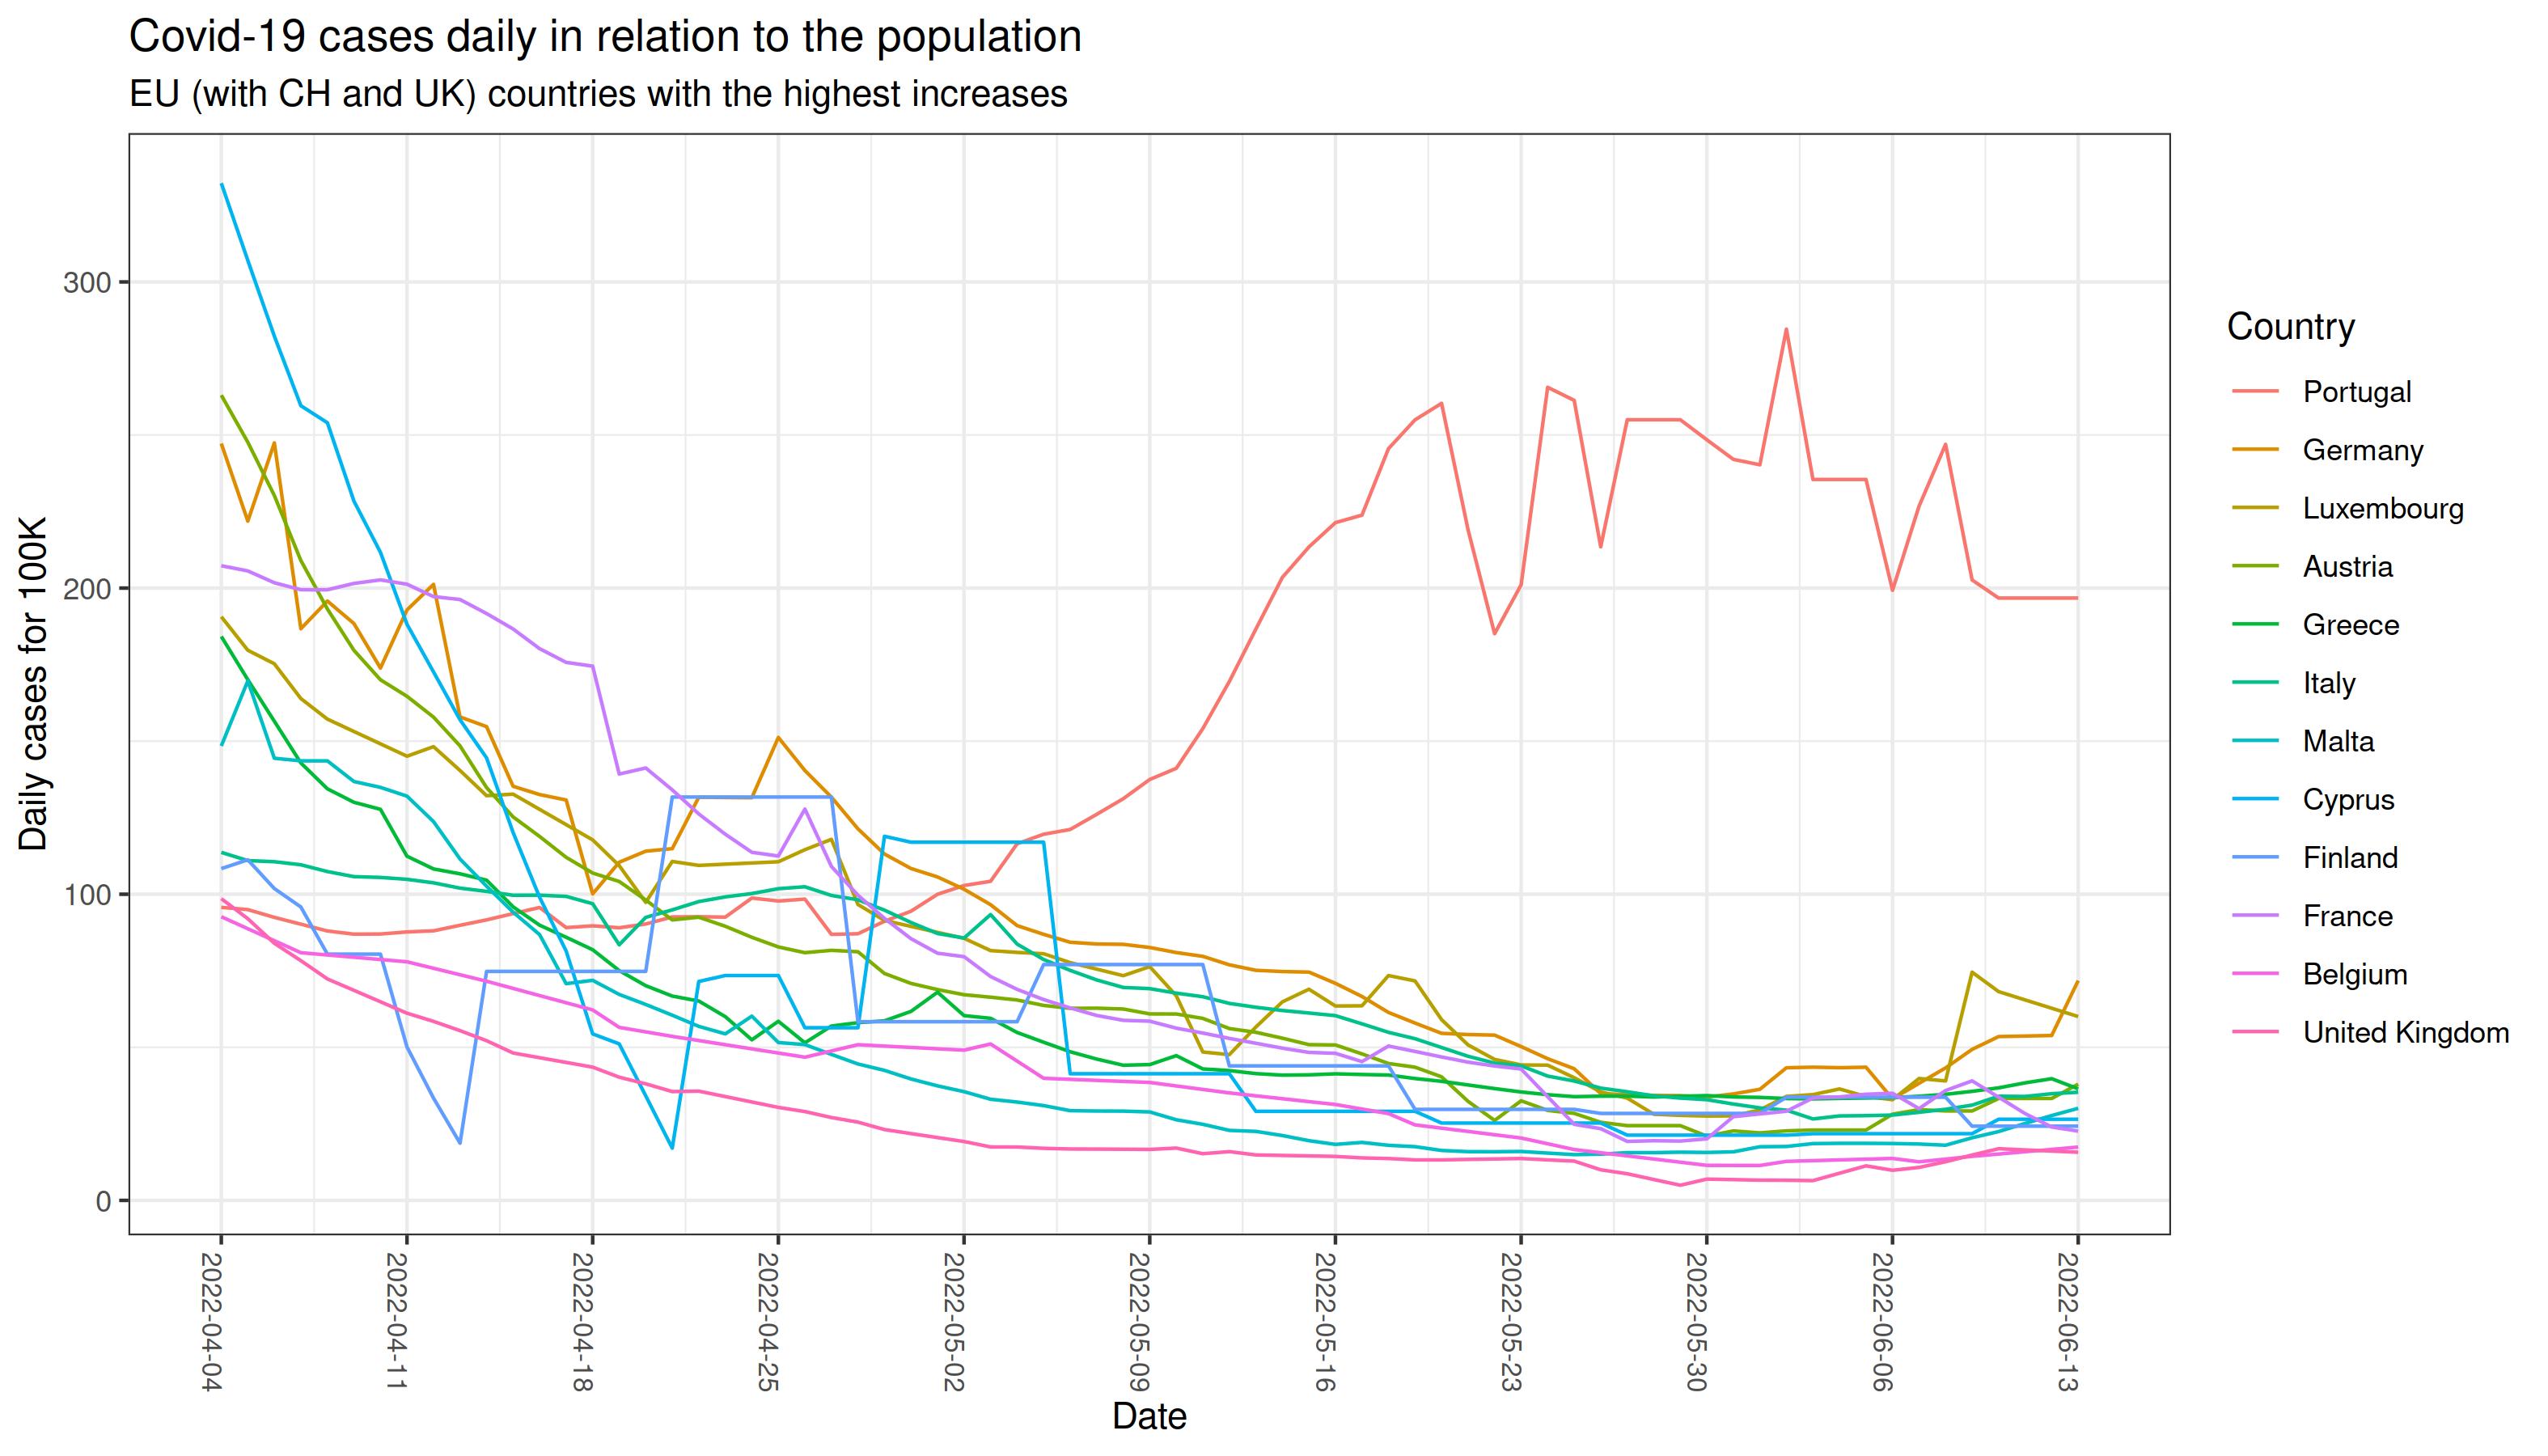 Covid-19 cases daily in relation to the population
EU (with CH and UK) countries with the highest increases
Daily cases for 100K
300
200
100
0
2022-04-04
2022-04-11
2022-04-18
2022-04-25
2022-05-02
2022-05-09
2022-05-16
2022-05-23
2022-05-30
2022-06-06
2022-06-13
Date
Country
Portugal
Germany
Luxembourg
Austria
Greece
Italy
Malta
Cyprus
Finland
France
Belgium
United Kingdom